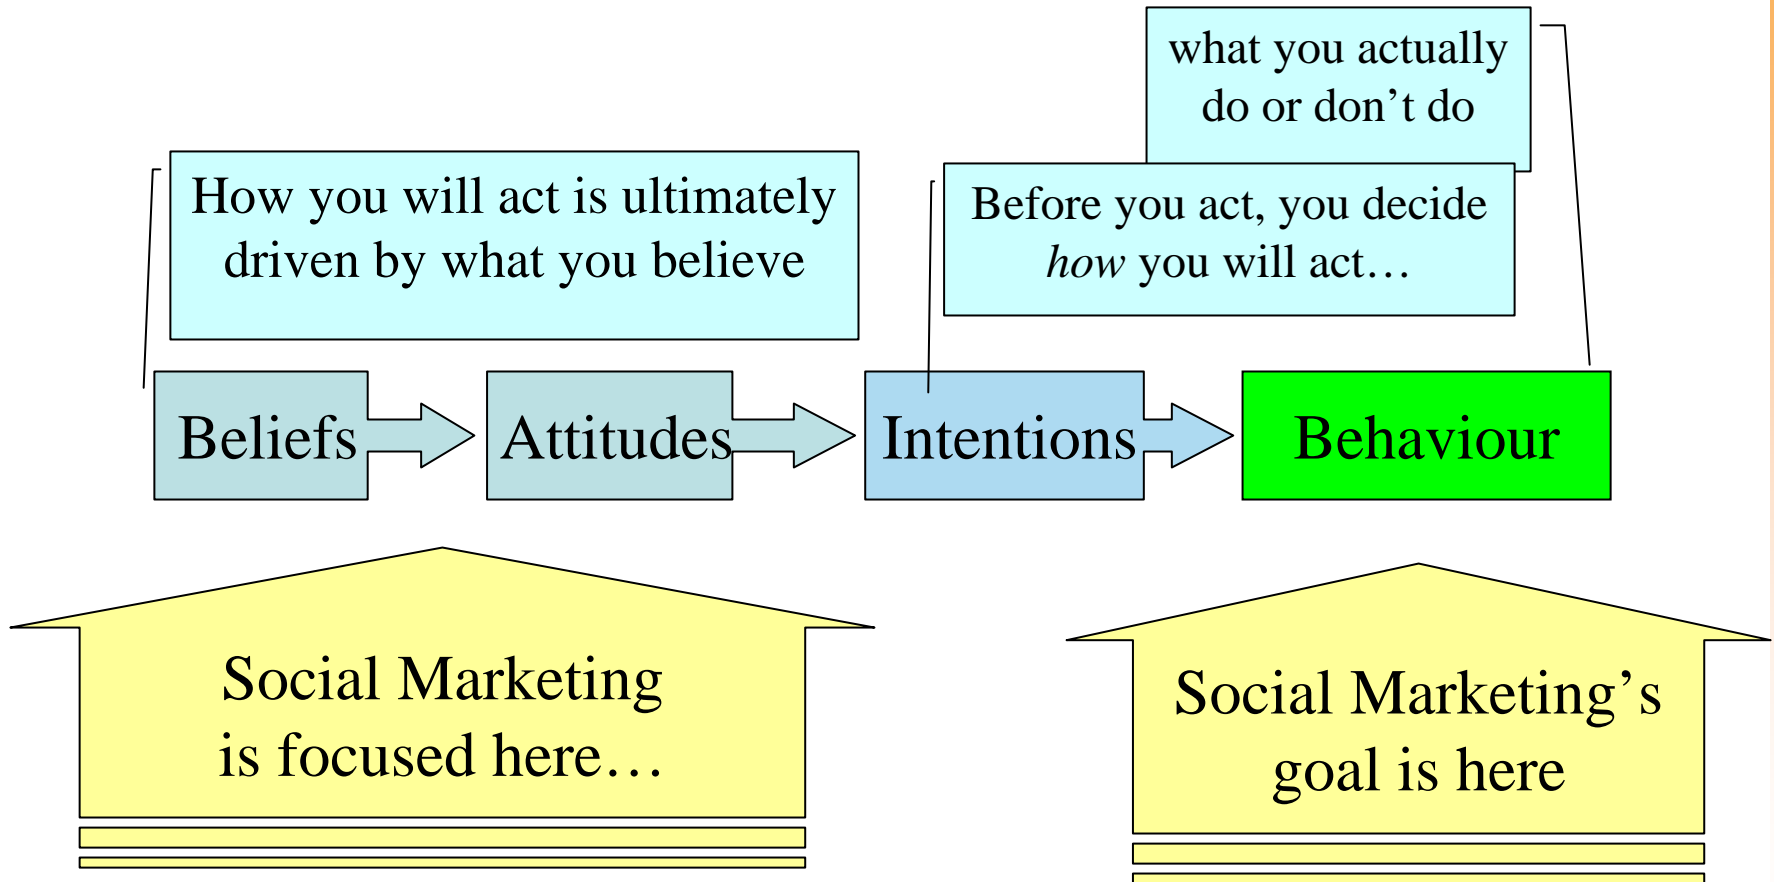 what you actually
do or don’t do
How you will act is ultimately
driven by what you believe
Before you act, you decide
how you will act…
Beliefs
Attitudes
Intentions
Behaviour
Social Marketing
is focused here…
Social Marketing’s
goal is here